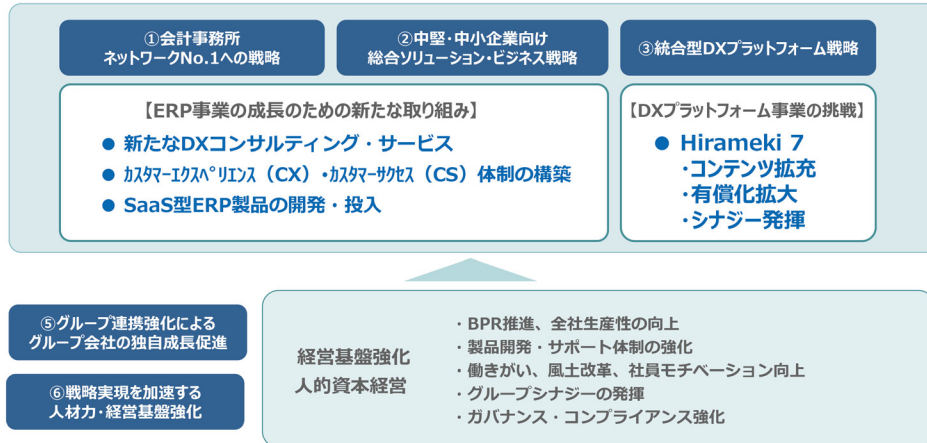 ①会計事務所
ネットワークNo.1への戦略
②中堅・中小企業向け
総合ソリューション・ビジネス戦略
③統合型DXプラットフォーム戦略
【ERP事業の成長のための新たな取り組み】
● 新たなDXコンサルティング・サービス
● ｶｽﾀﾏｰｴｸｽﾍﾟﾘｴﾝｽ（CX）・ｶｽﾀﾏｰｻｸｾｽ（CS）体制の構築
● SaaS型ERP製品の開発・投入
【DXプラットフォーム事業の挑戦】
● Hirameki 7
・コンテンツ拡充
・有償化拡大
・シナジー発揮
⑤グループ連携強化による
グループ会社の独自成長促進
⑥戦略実現を加速する
人材力・経営基盤強化
経営基盤強化
人的資本経営
・BPR推進、全社生産性の向上
・製品開発・サポート体制の強化
・働きがい、風土改革、社員モチベーション向上
・グループシナジーの発揮
・ガバナンス・コンプライアンス強化